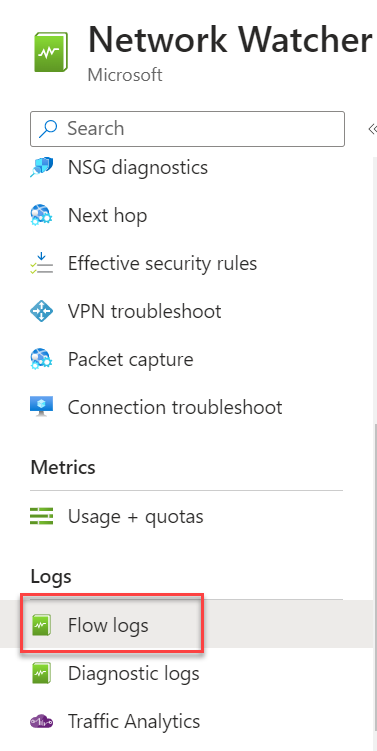 Network Watcher
Microsoft
Search
NSG diagnostics
Next hop
Effective security rules
VPN troubleshoot
Packet capture
Connection troubleshoot
Metrics
Usage + quotas
Logs
Flow logs
Diagnostic logs
Traffic Analytics